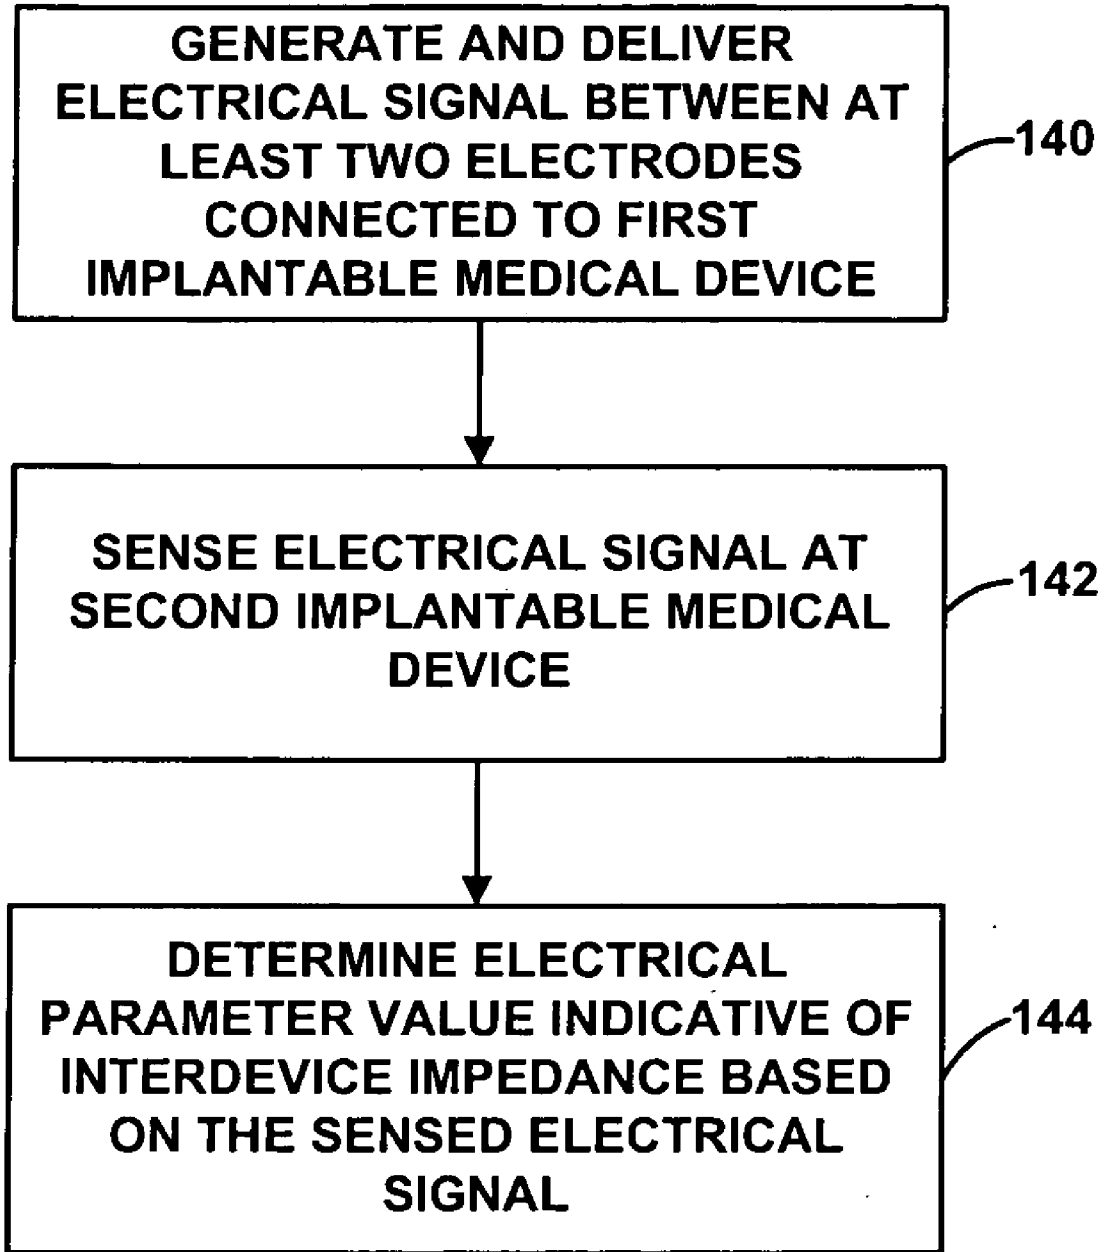 GENERATE AND DELIVER
ELECTRICAL SIGNAL BETWEEN AT
LEAST TWO ELECTRODES
CONNECTED TO FIRST
IMPLANTABLE MEDICAL DEVICE
140
SENSE ELECTRICAL SIGNAL AT
SECOND IMPLANTABLE MEDICAL
DEVICE
142
DETERMINE ELECTRICAL
PARAMETER VALUE INDICATIVE OF
INTERDEVICE IMPEDANCE BASED
ON THE SENSED ELECTRICAL
SIGNAL
144